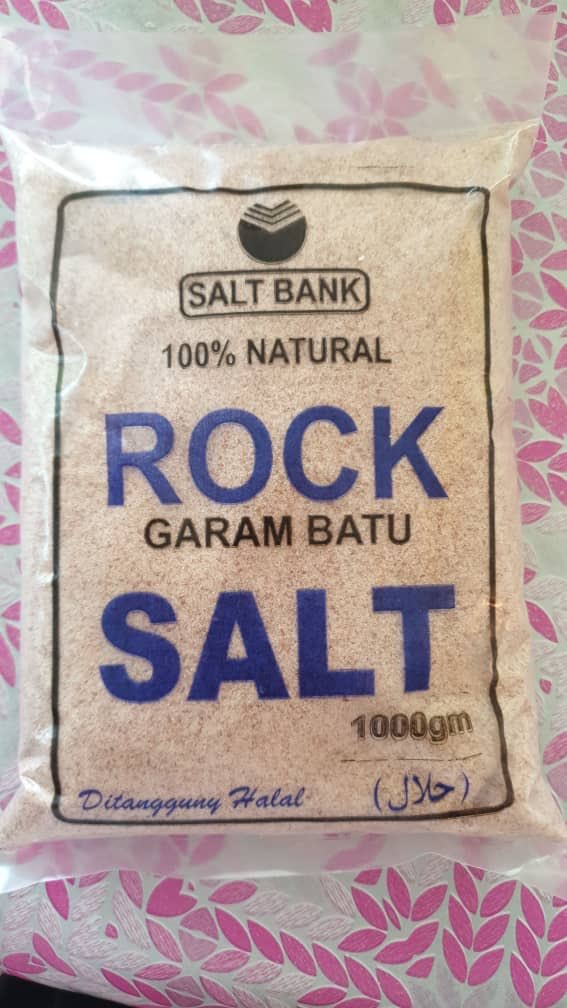 SALT BANK
100% NATURAL
ROCK
GARAM BATU
SALT
1000gm
Ditangguny Halal (حلال)